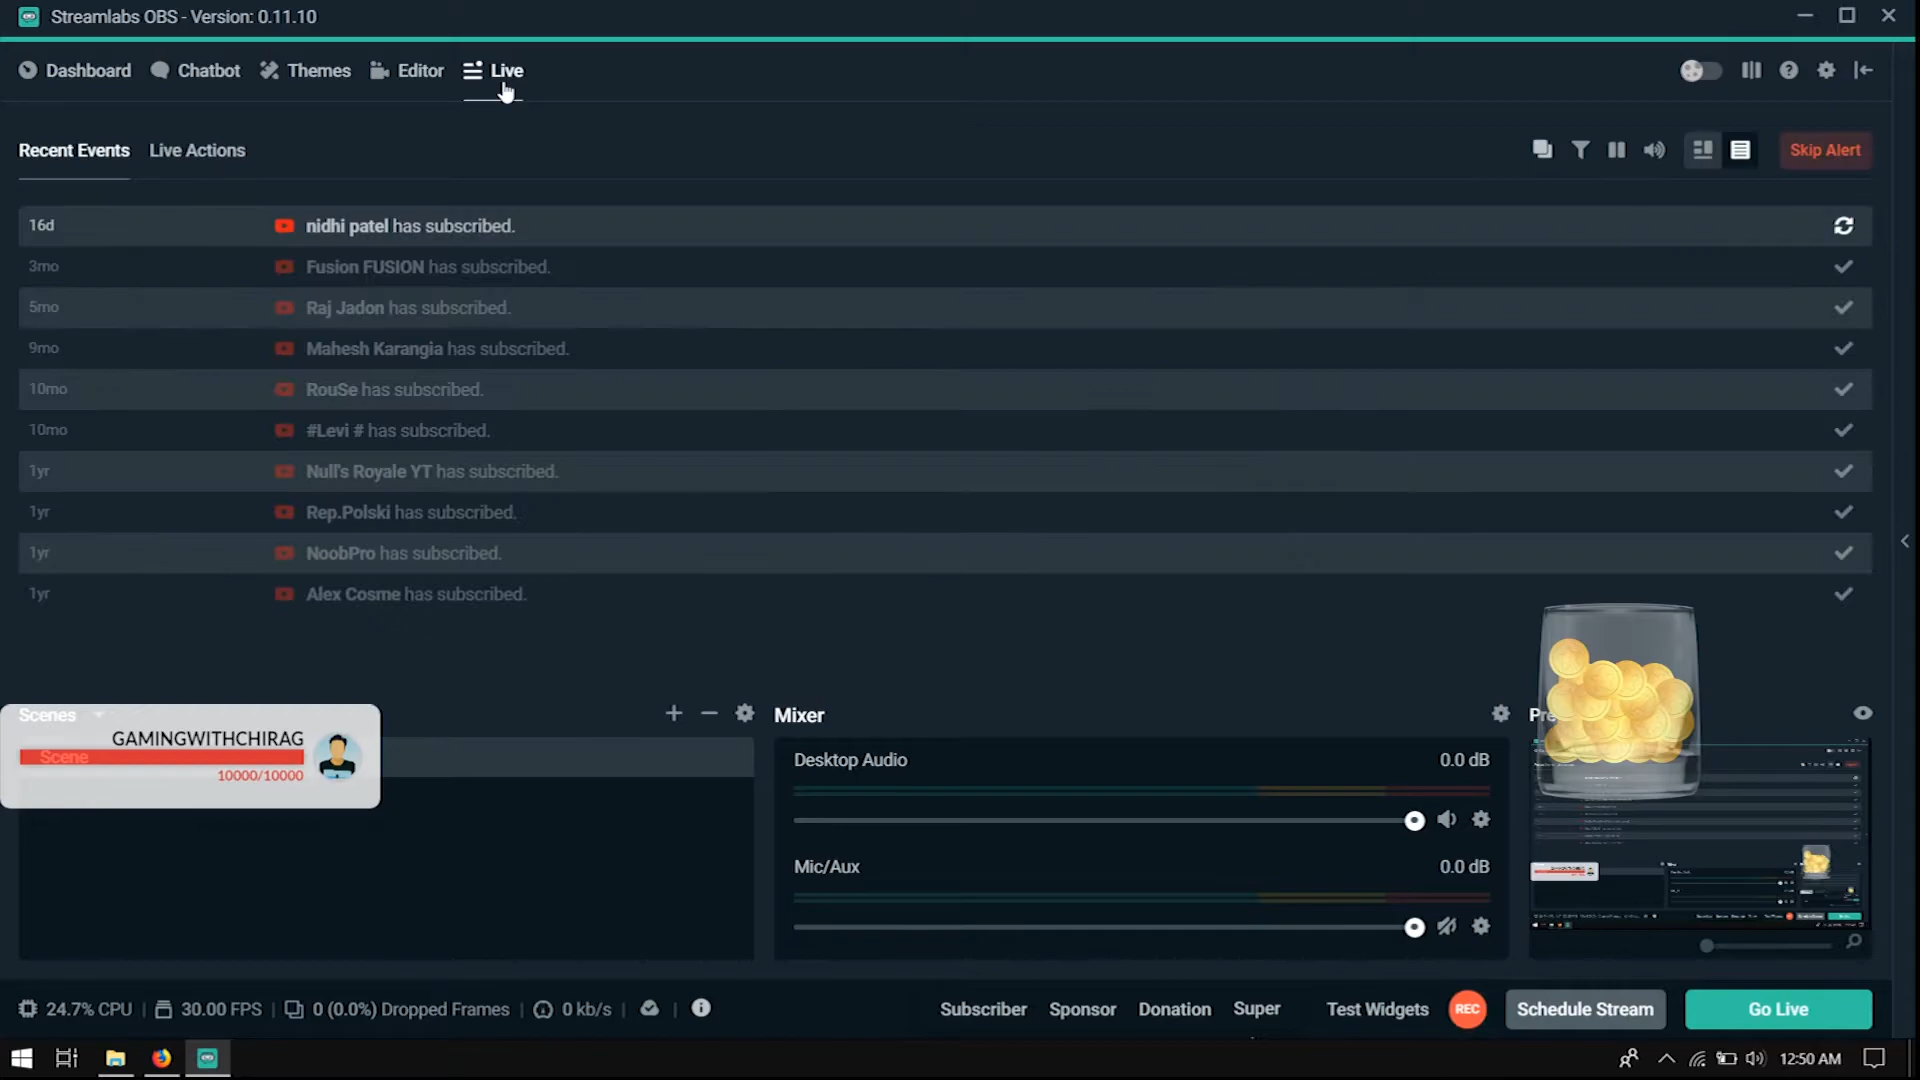 Streamlabs OBS - Version: 0.11.10
Dashboard Chatbot Themes Editor Live
Recent Events Live Actions Skip Alert
16d nidhi patel has subscribed.
3mo Fusion FUSION has subscribed.
5mo Raj Jadon has subscribed.
9mo Mahesh Karangia has subscribed.
10mo RouSe has subscribed.
10mo #Levi # has subscribed.
1yr Null's Royale YT has subscribed.
1yr Rep.Polski has subscribed.
1yr NoobPro has subscribed.
1yr Alex Cosme has subscribed.
Scenes
GAMINGWITHCHIRAG
Scene
10000/10000
Mixer
Desktop Audio 0.0 dB
Mic/Aux 0.0 dB
24.7% CPU | 30.00 FPS | 0 (0.0%) Dropped Frames | 0 kb/s
Subscriber Sponsor Donation Super Test Widgets REC Schedule Stream Go Live
12:50 AM